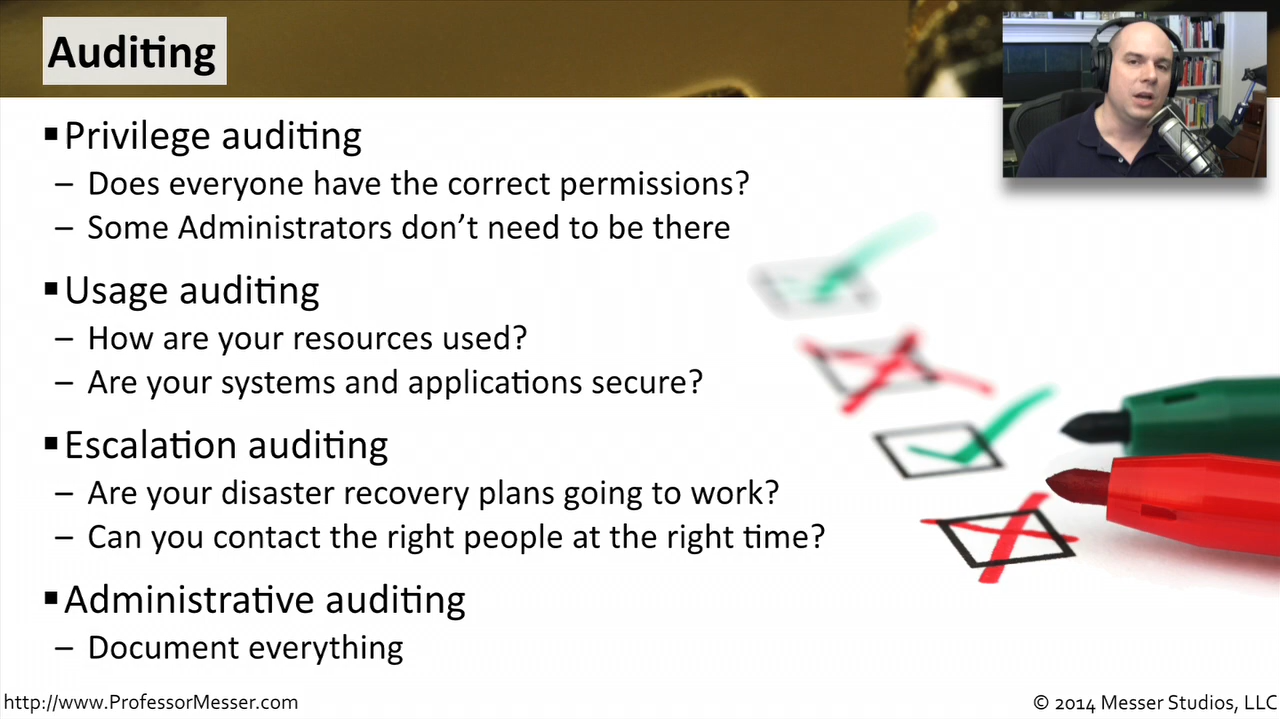 Auditing
▪ Privilege auditing
– Does everyone have the correct permissions?
– Some Administrators don’t need to be there
▪ Usage auditing
– How are your resources used?
– Are your systems and applications secure?
▪ Escalation auditing
– Are your disaster recovery plans going to work?
– Can you contact the right people at the right time?
▪ Administrative auditing
– Document everything
http://www.ProfessorMesser.com
© 2014 Messer Studios, LLC